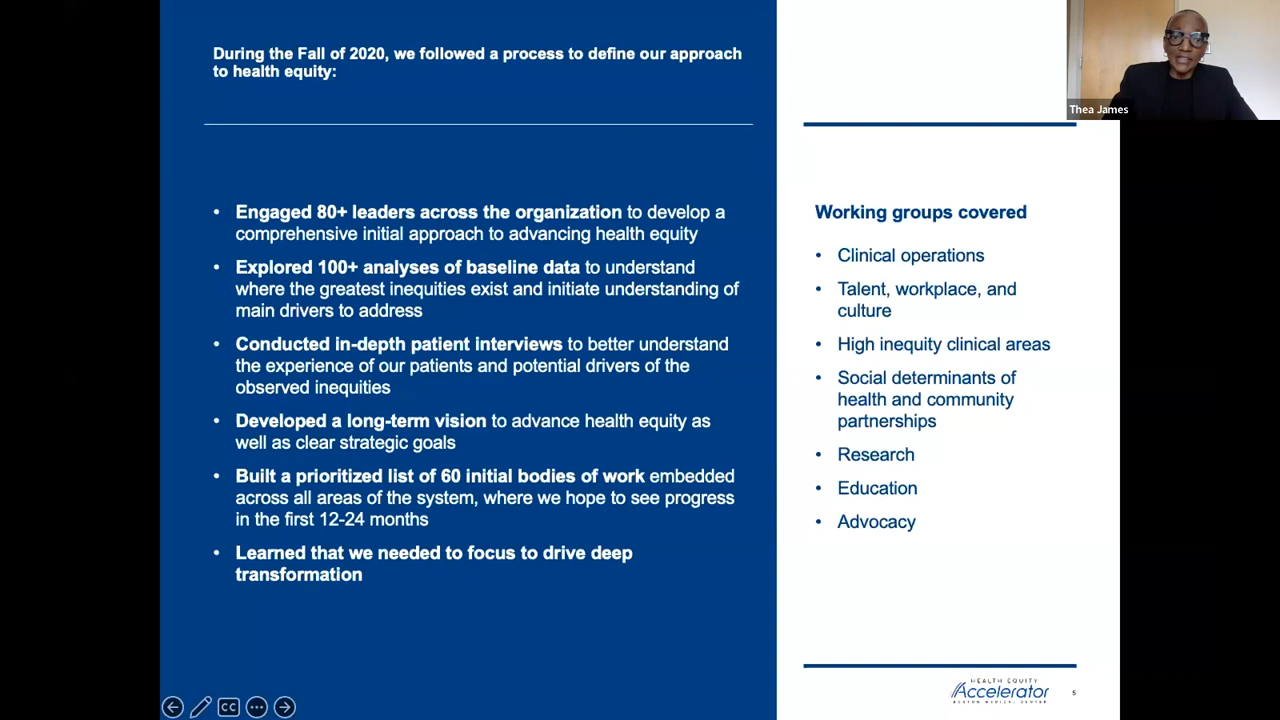 During the Fall of 2020, we followed a process to define our approach
to health equity:
• Engaged 80+ leaders across the organization to develop a
comprehensive initial approach to advancing health equity
• Explored 100+ analyses of baseline data to understand
where the greatest inequities exist and initiate understanding of
main drivers to address
• Conducted in-depth patient interviews to better understand
the experience of our patients and potential drivers of the
observed inequities
• Developed a long-term vision to advance health equity as
well as clear strategic goals
• Built a prioritized list of 60 initial bodies of work embedded
across all areas of the system, where we hope to see progress
in the first 12-24 months
• Learned that we needed to focus to drive deep
transformation
Working groups covered
• Clinical operations
• Talent, workplace, and
culture
• High inequity clinical areas
• Social determinants of
health and community
partnerships
• Research
• Education
• Advocacy
Thea James
HEALTH EQUITY
Accelerator
BOSTON MEDICAL CENTER
5
CC